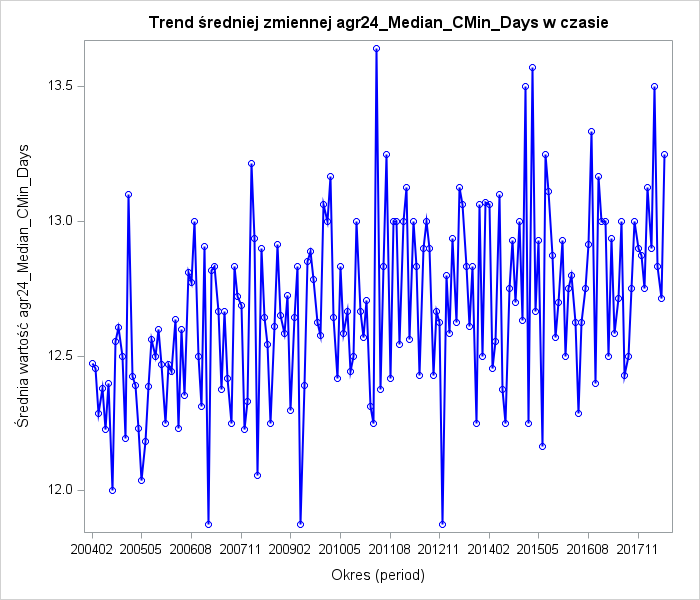 Trend średniej zmiennej agr24_Median_CMin_Days w czasie
Średnia wartość agr24_Median_CMin_Days
13.5
13.0
12.5
12.0
200402 200505 200608 200711 200902 201005 201108 201211 201402 201505 201608 201711
Okres (period)